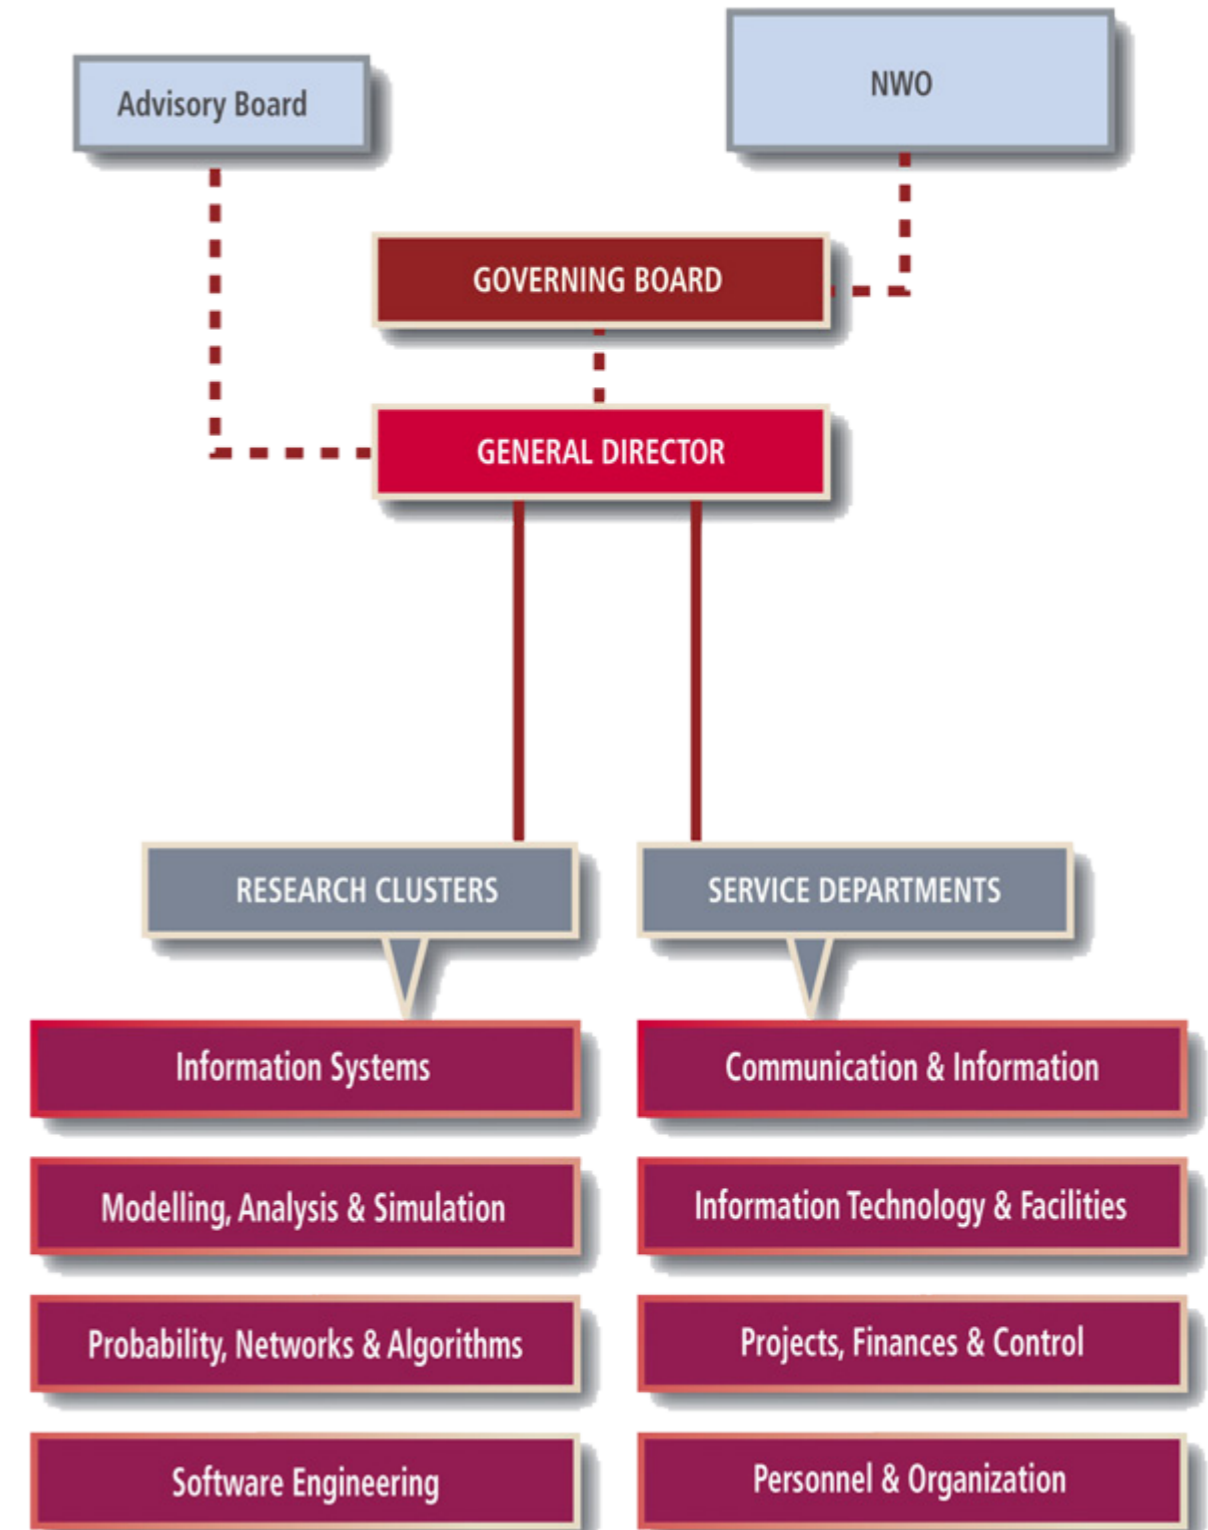 Advisory Board
NWO
GOVERNING BOARD
GENERAL DIRECTOR
RESEARCH CLUSTERS
SERVICE DEPARTMENTS
Information Systems
Communication & Information
Modelling, Analysis & Simulation
Information Technology & Facilities
Probability, Networks & Algorithms
Projects, Finances & Control
Software Engineering
Personnel & Organization